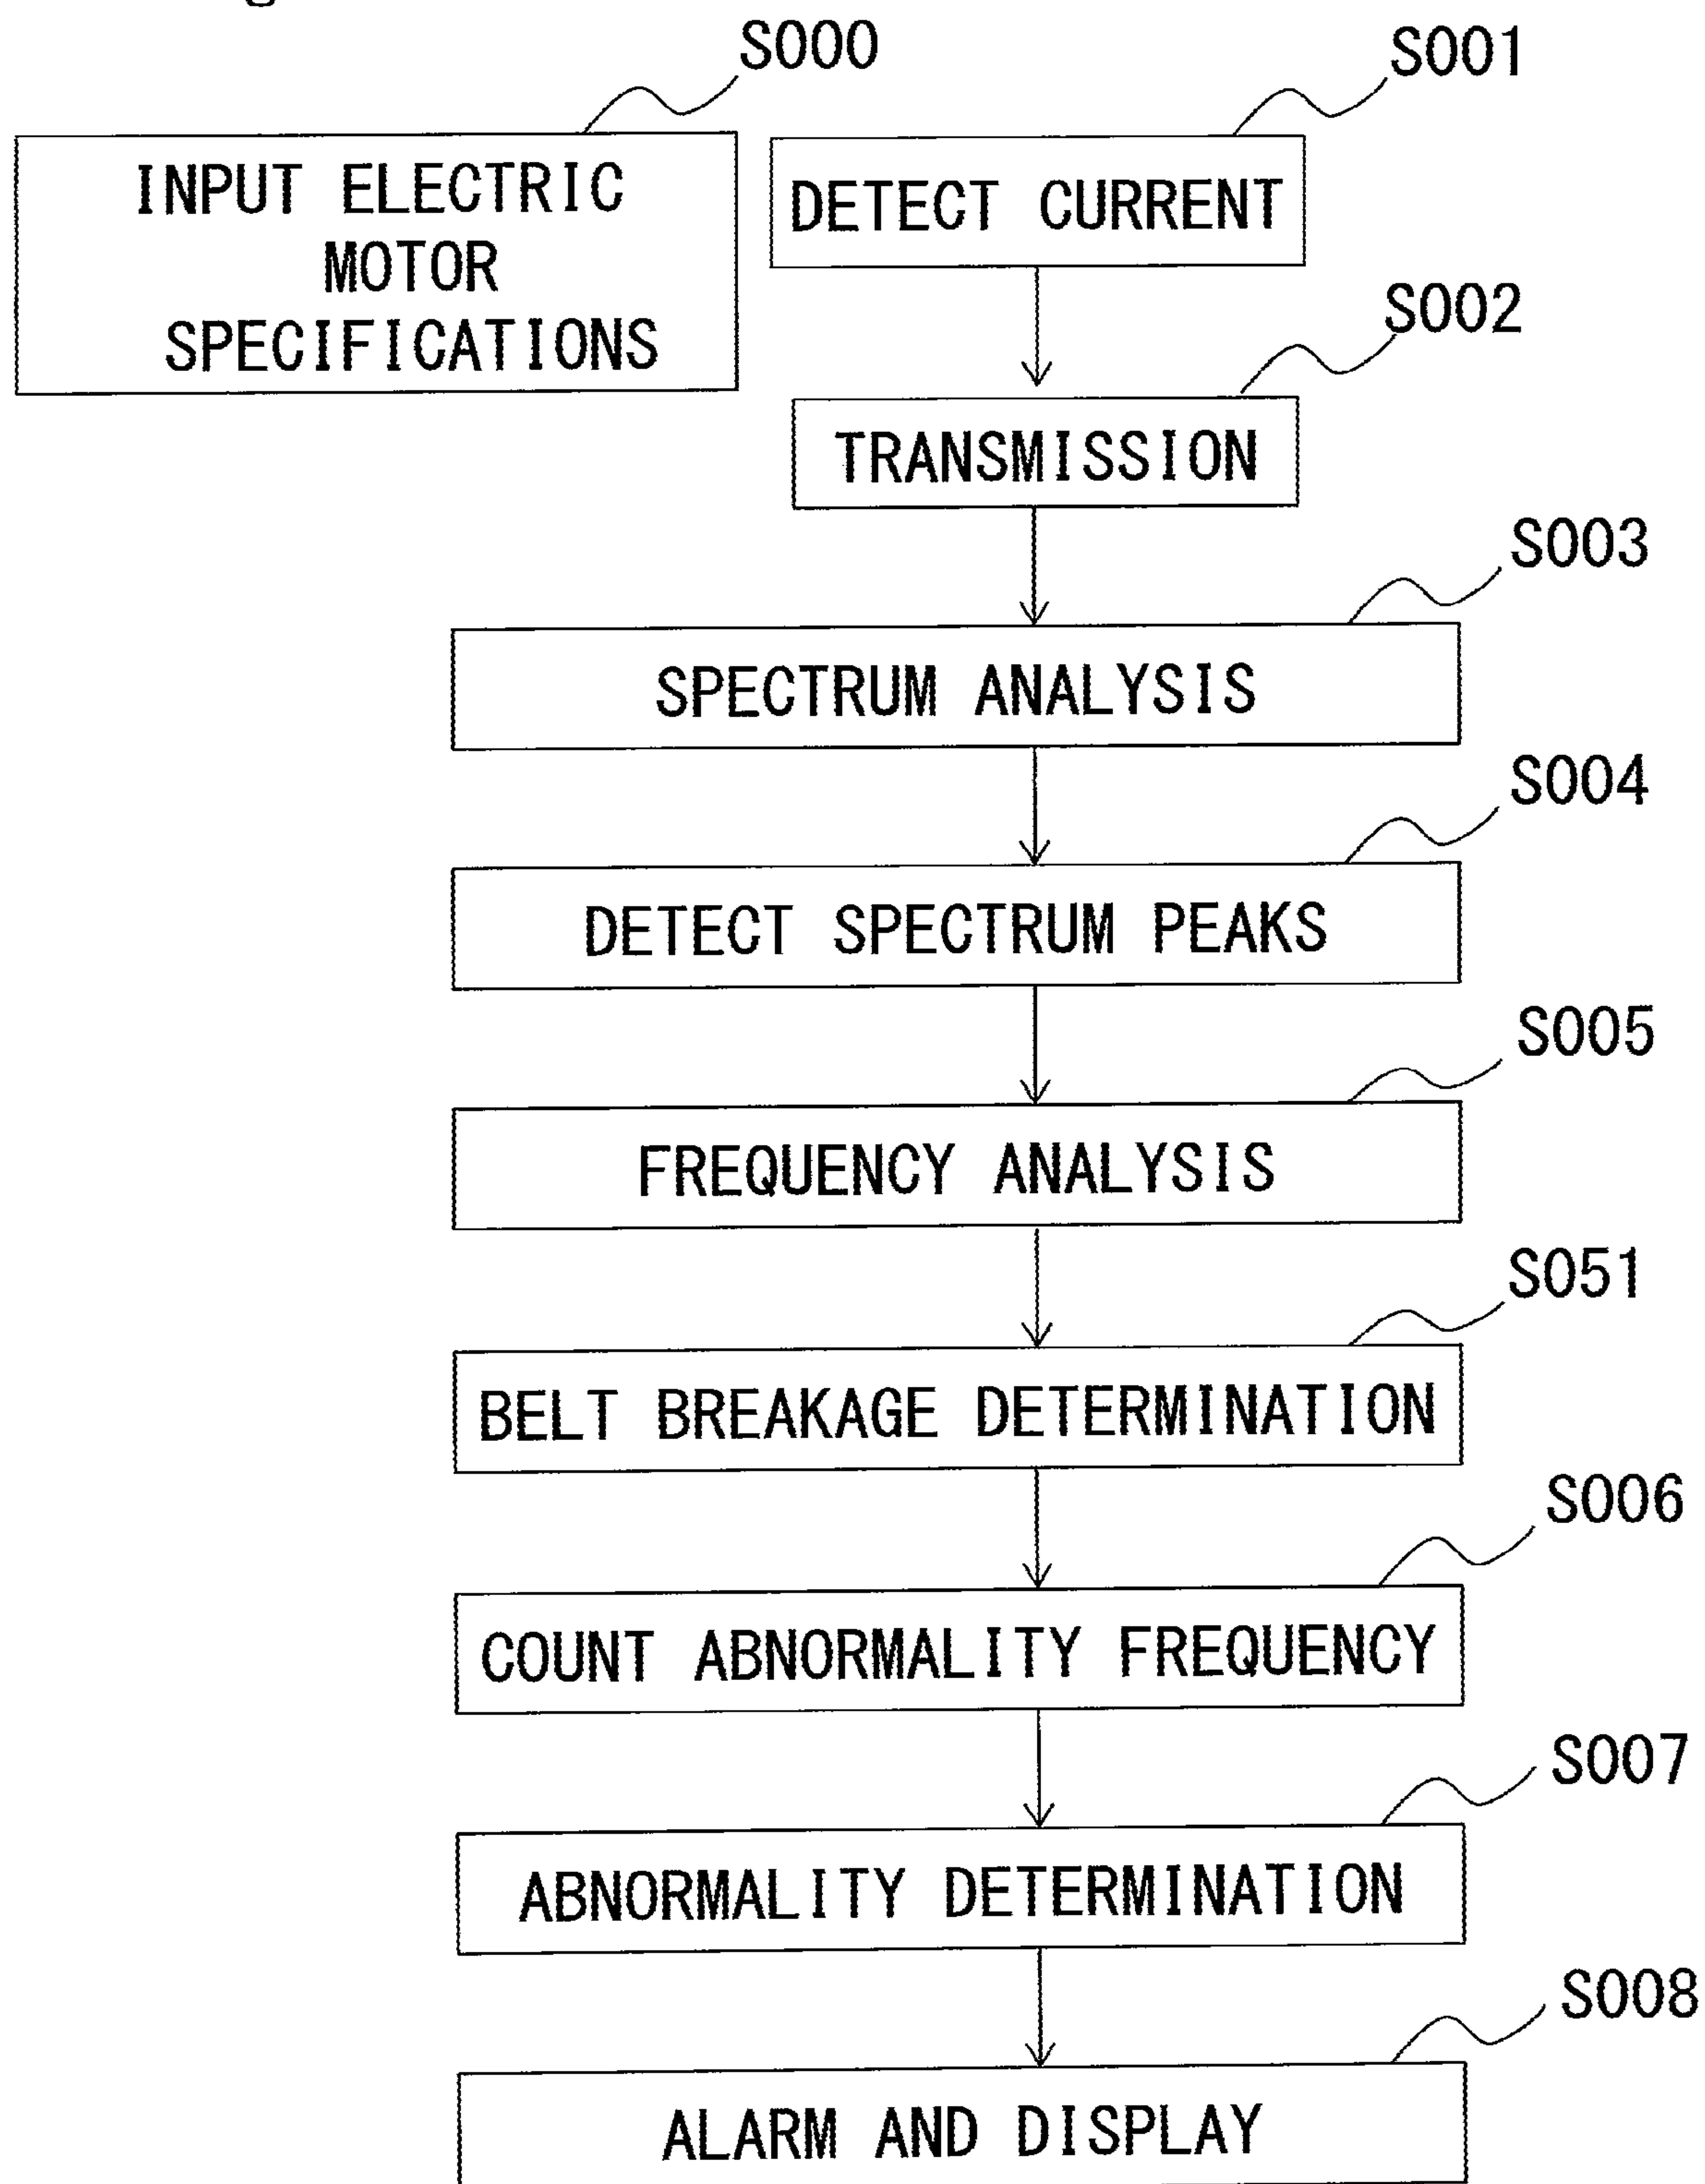 S000
INPUT ELECTRIC
MOTOR
SPECIFICATIONS
S001
DETECT CURRENT
S002
TRANSMISSION
S003
SPECTRUM ANALYSIS
S004
DETECT SPECTRUM PEAKS
S005
FREQUENCY ANALYSIS
S051
BELT BREAKAGE DETERMINATION
S006
COUNT ABNORMALITY FREQUENCY
S007
ABNORMALITY DETERMINATION
S008
ALARM AND DISPLAY